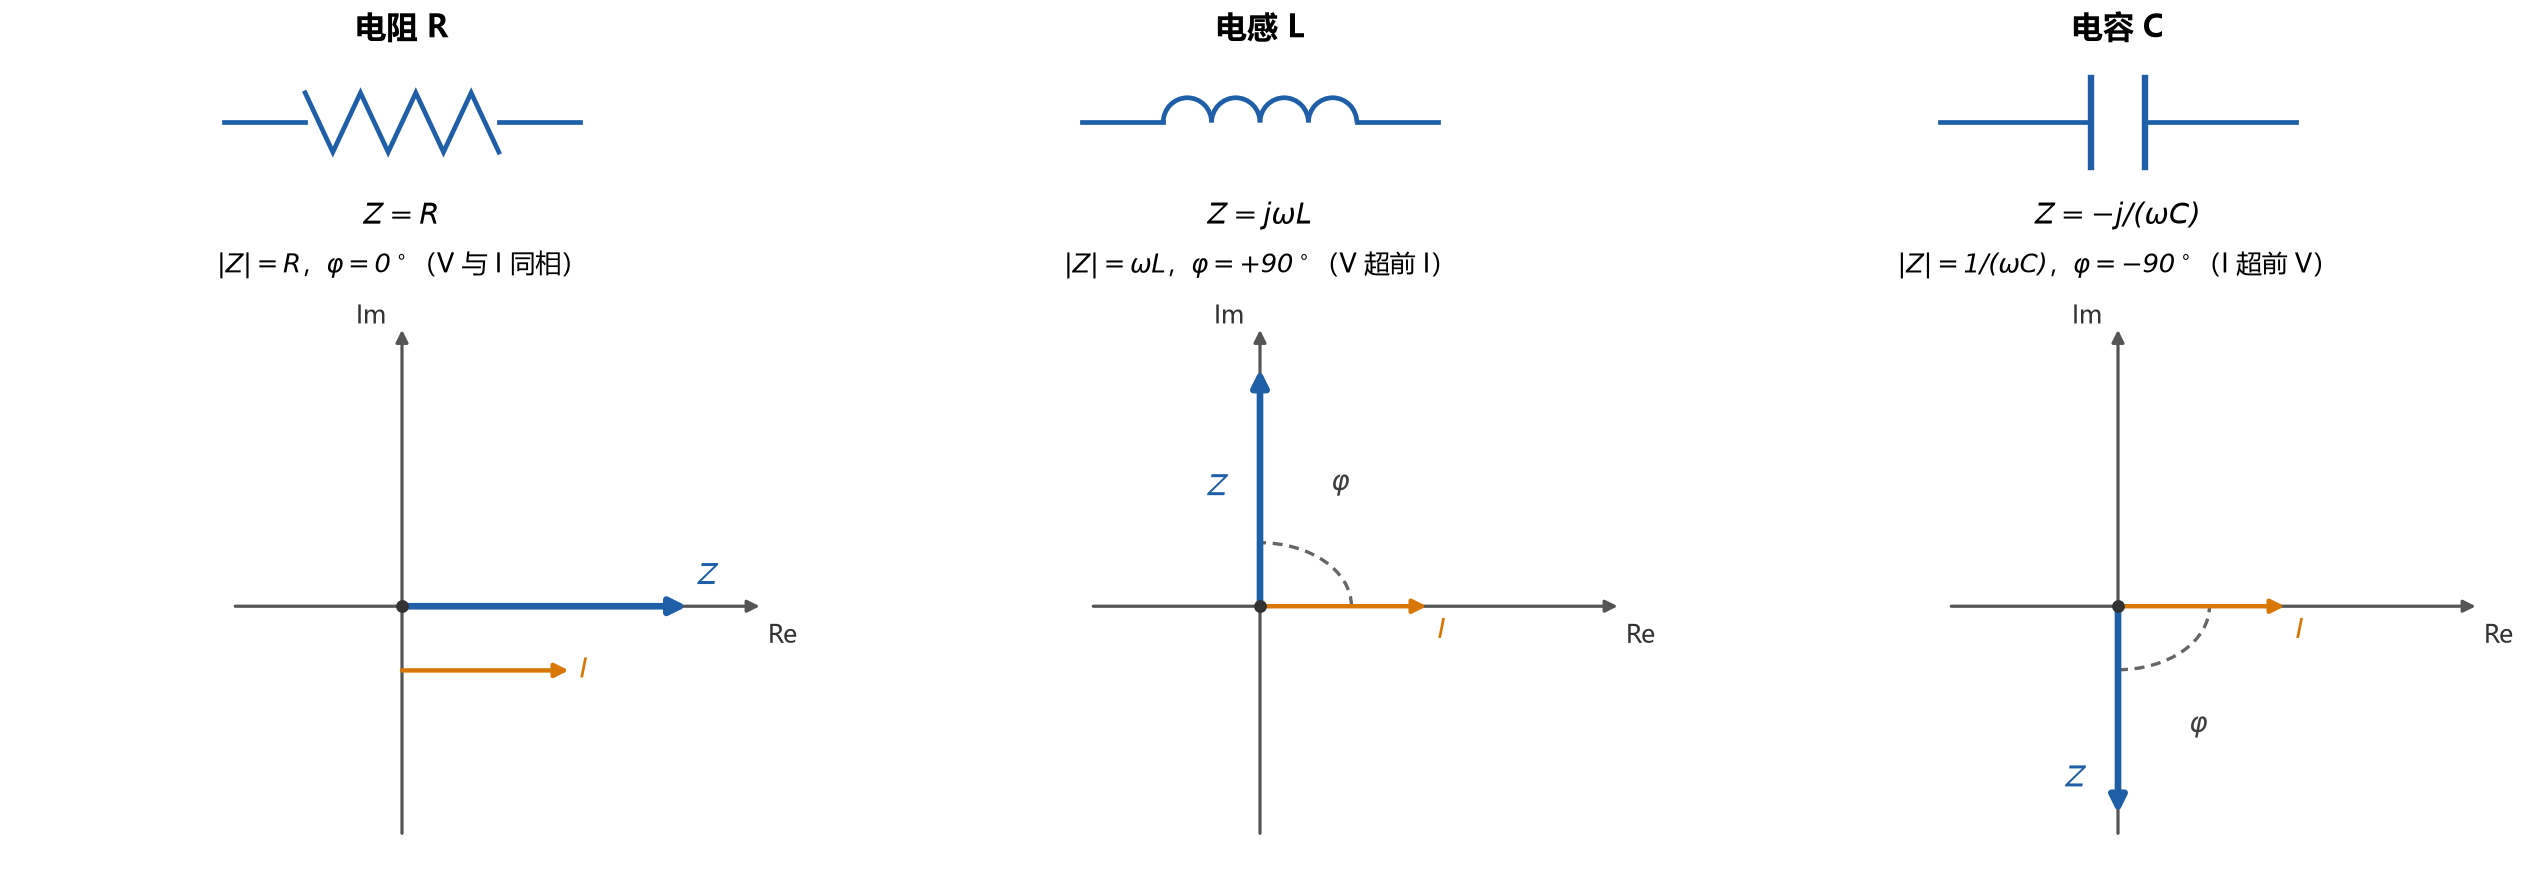 电阻 R
Z = R
|Z| = R，φ = 0°（V 与 I 同相）
Im
Z
Re
I
电感 L
Z = jωL
|Z| = ωL，φ = +90°（V 超前 I）
Im
Z
φ
I
Re
电容 C
Z = −j/(ωC)
|Z| = 1/(ωC)，φ = −90°（I 超前 V）
Im
I
Re
φ
Z